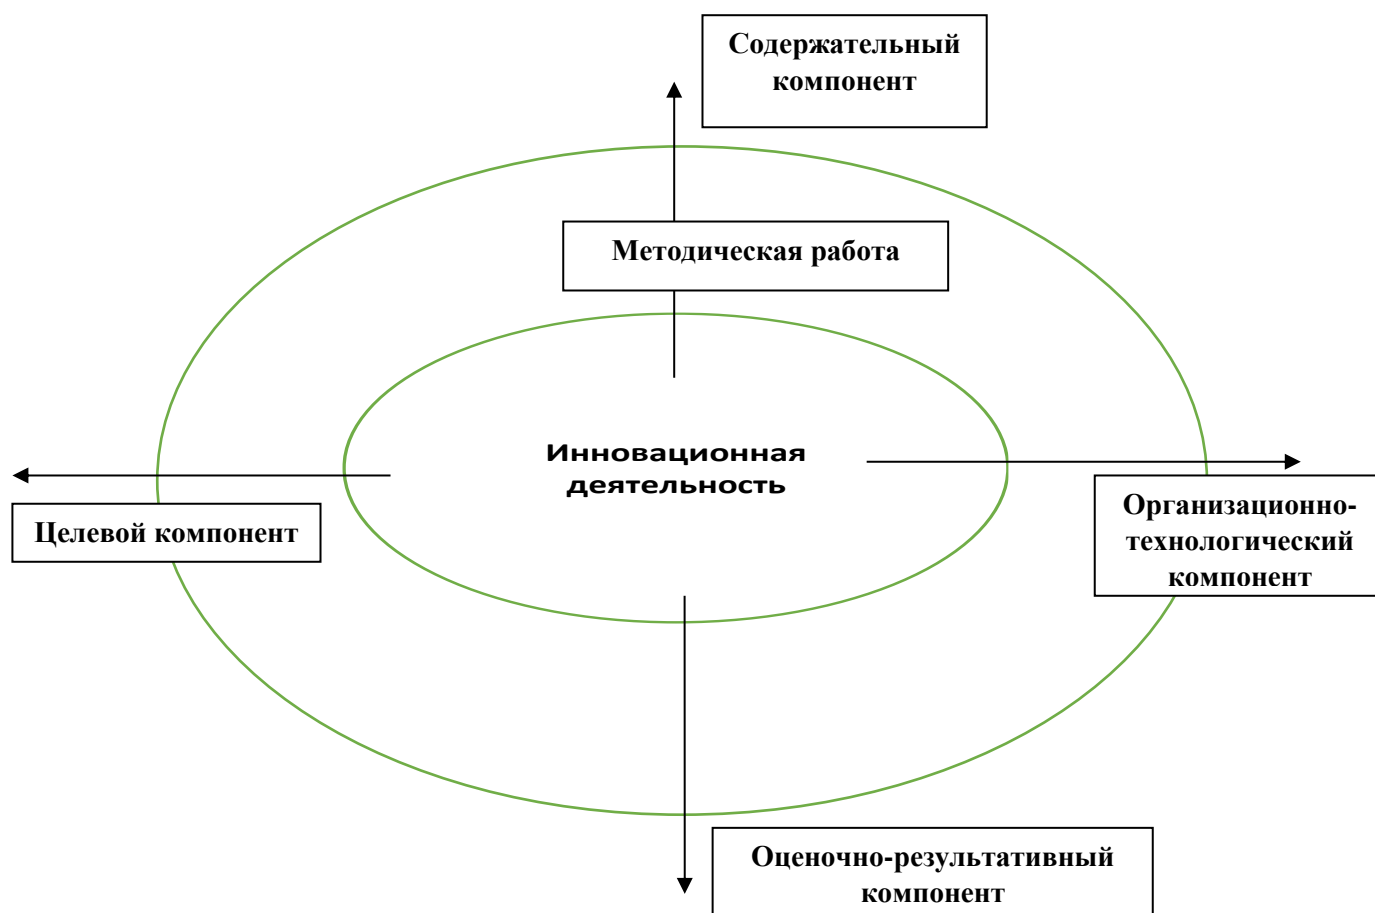 Содержательный
компонент
Методическая работа
Инновационная
деятельность
Целевой компонент
Организационно-
технологический
компонент
Оценочно-результативный
компонент